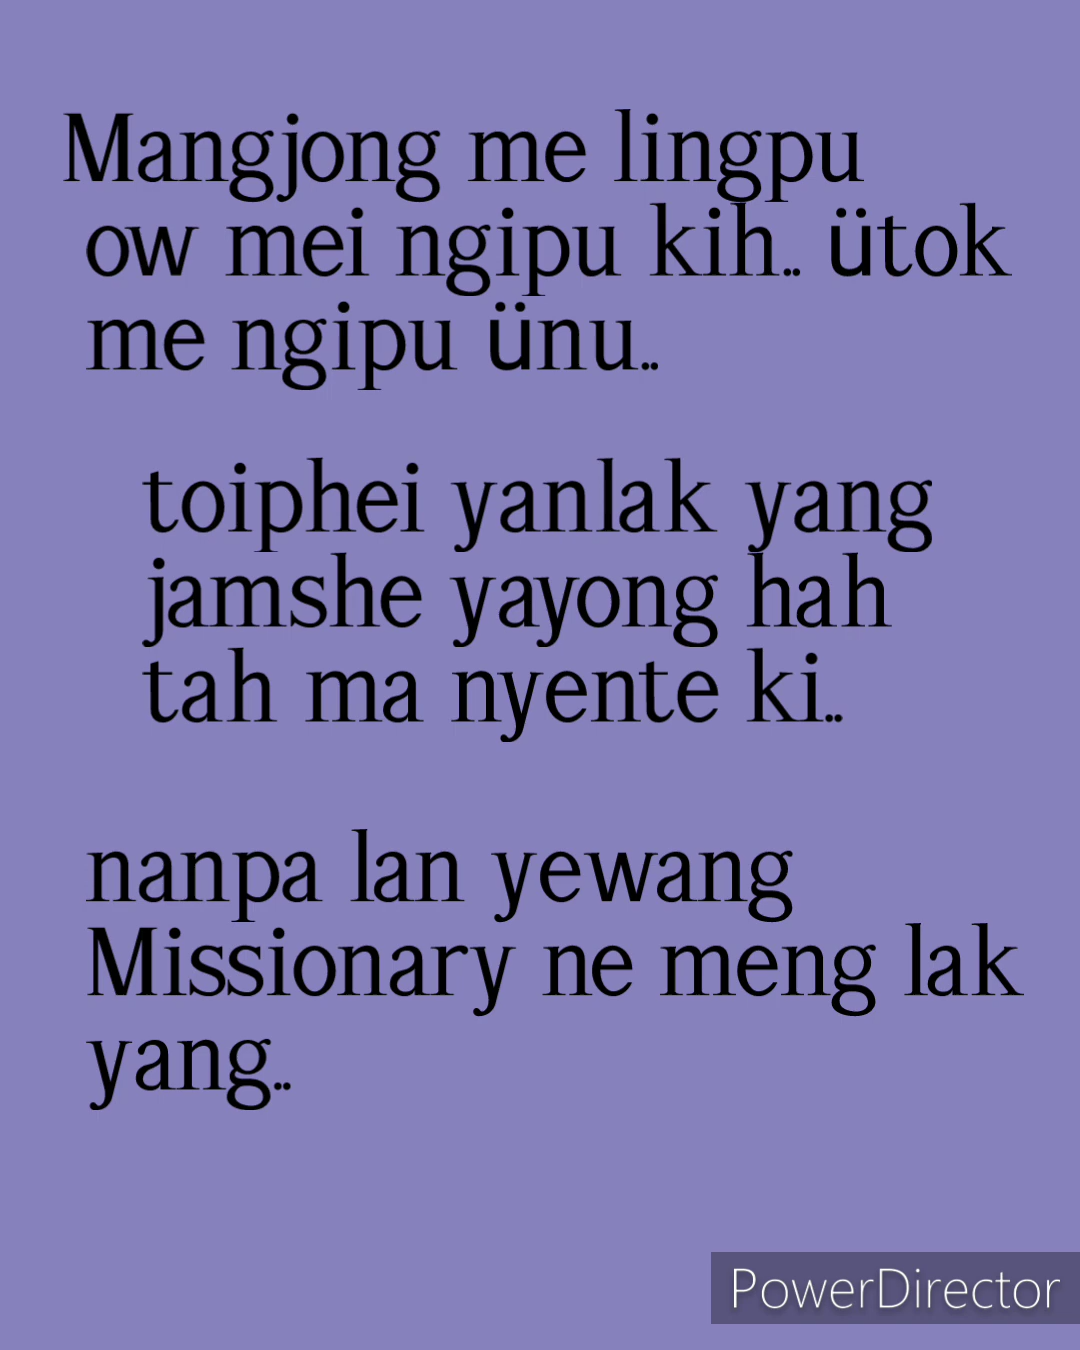 Mangjong me lingpu
ow mei ngipu kih.. ütok
me ngipu ünu..
toiphei yanlak yang
jamshe yayong hah
tah ma nyente ki..
nanpa lan yewang
Missionary ne meng lak
yang..
PowerDirector